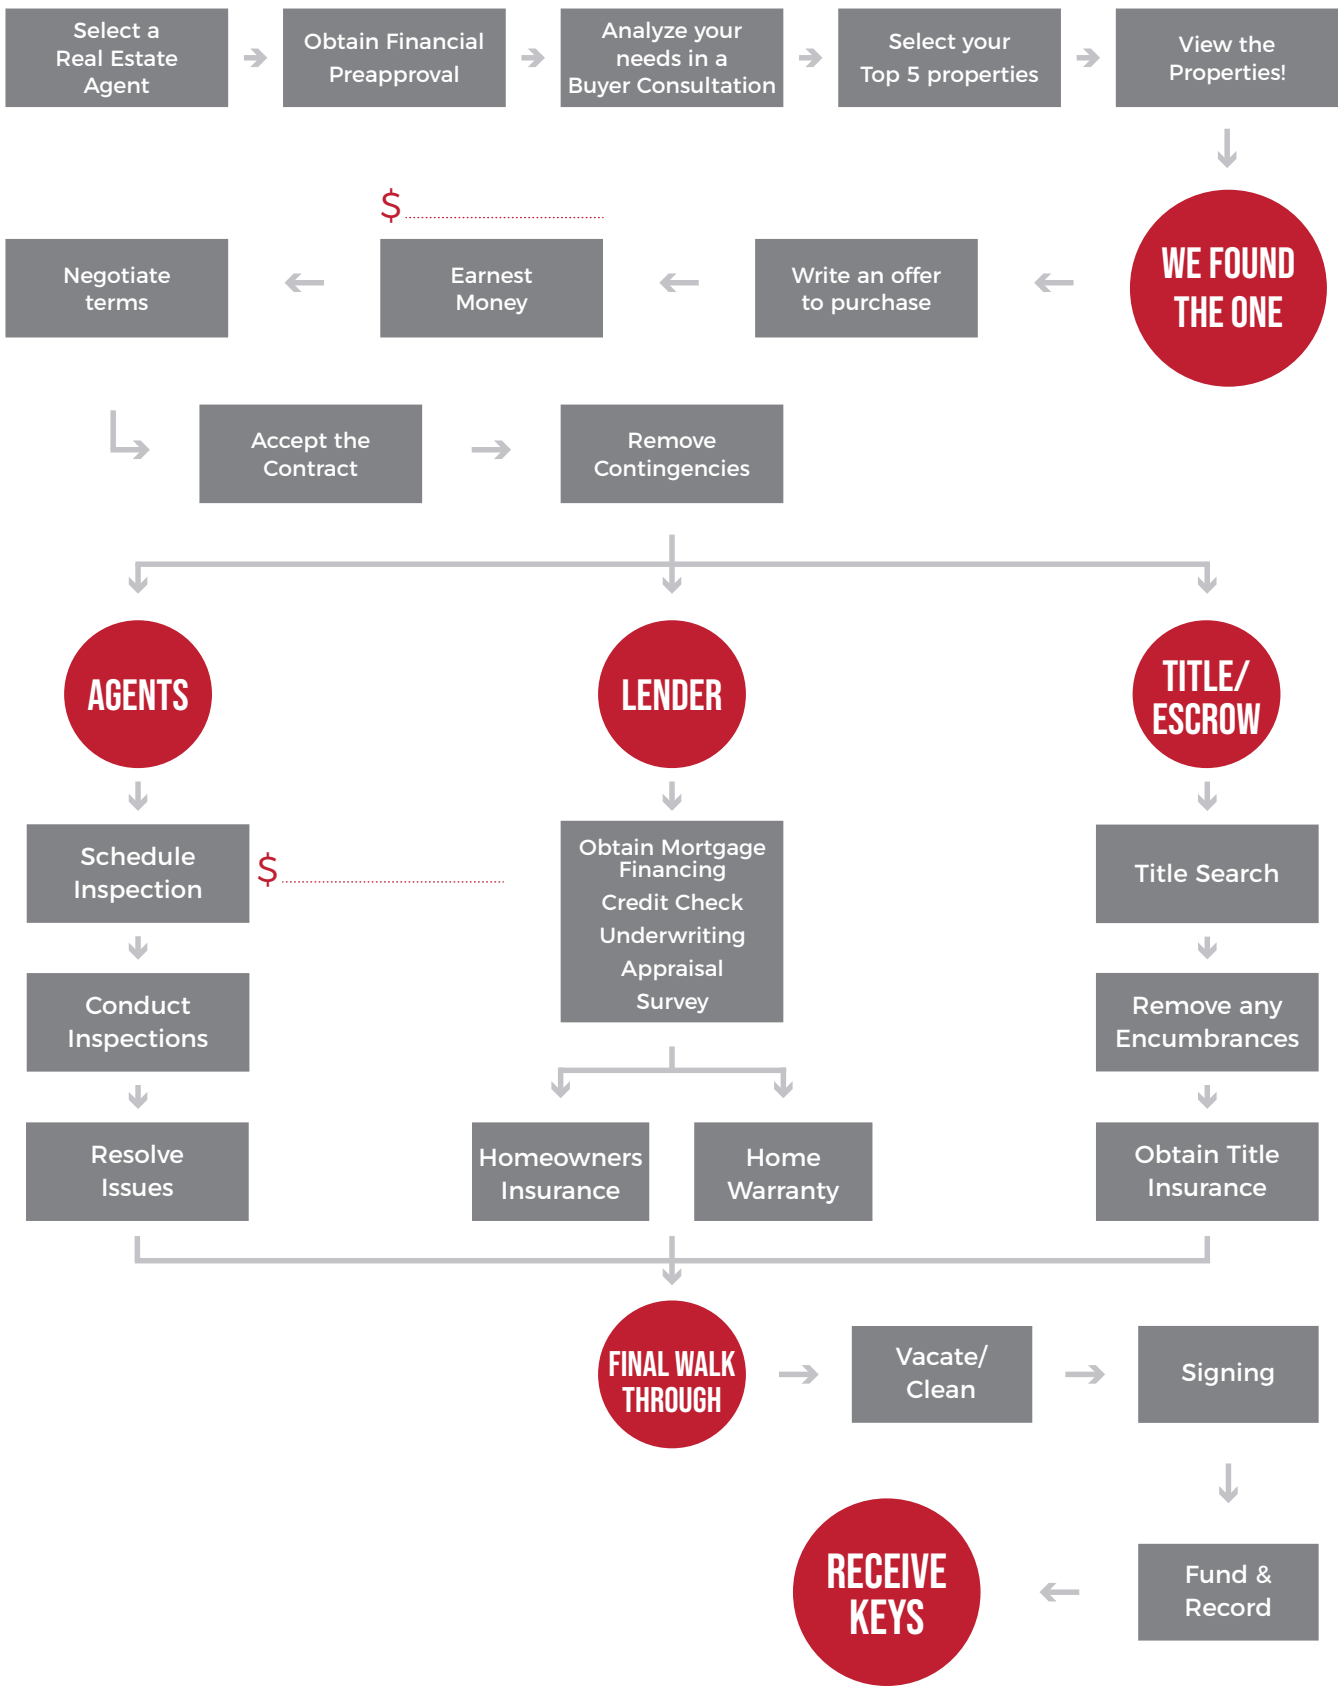 Select a
Real Estate
Agent
Obtain Financial
Preapproval
Analyze your
needs in a
Buyer Consultation
Select your
Top 5 properties
View the
Properties!
WE FOUND
THE ONE
Write an offer
to purchase
$
Earnest
Money
Negotiate
terms
Accept the
Contract
Remove
Contingencies
AGENTS
Schedule
Inspection
$
Conduct
Inspections
Resolve
Issues
LENDER
Obtain Mortgage
Financing
Credit Check
Underwriting
Appraisal
Survey
Homeowners
Insurance
Home
Warranty
TITLE/
ESCROW
Title Search
Remove any
Encumbrances
Obtain Title
Insurance
FINAL WALK
THROUGH
Vacate/
Clean
Signing
Fund &
Record
RECEIVE
KEYS